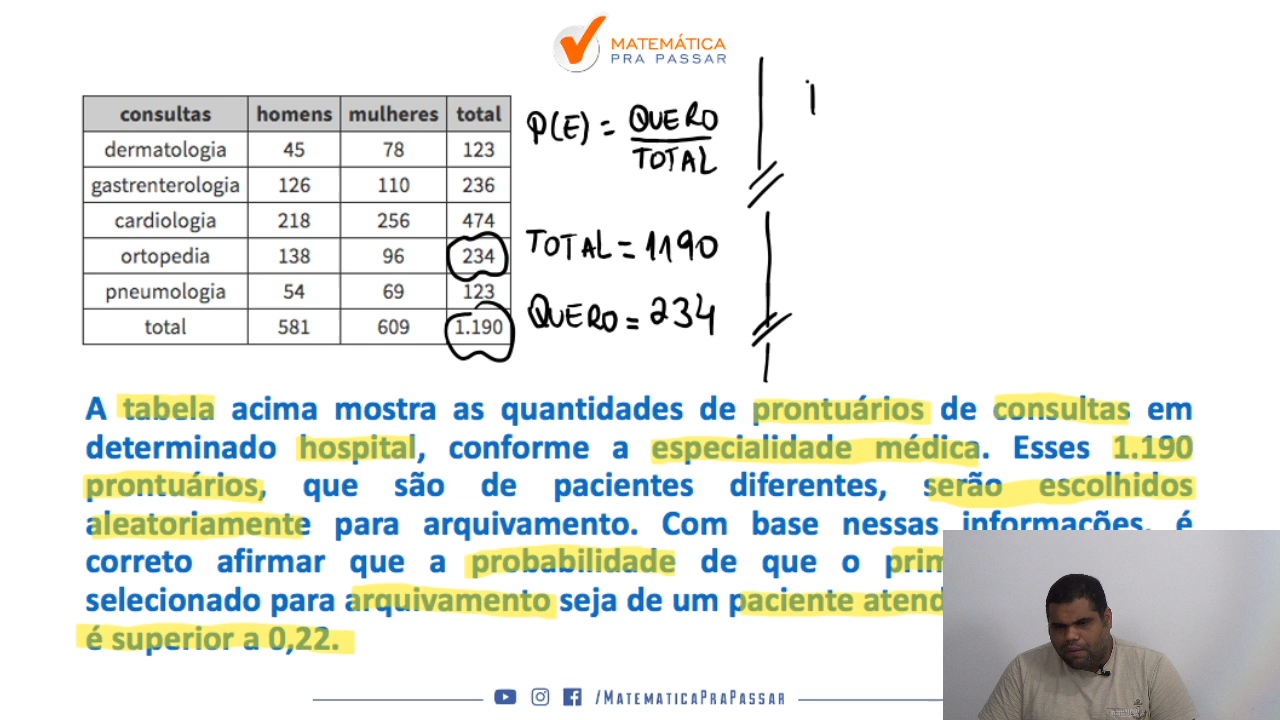 MATEMÁTICA
PRA PASSAR
consultas homens mulheres total
dermatologia 45 78 123
gastrenterologia 126 110 236
cardiologia 218 256 474
ortopedia 138 96 234
pneumologia 54 69 123
total 581 609 1.190
P(E) = QUERO
TOTAL
TOTAL = 1190
QUERO = 234
A tabela acima mostra as quantidades de prontuários de consultas em
determinado hospital, conforme a especialidade médica. Esses 1.190
prontuários, que são de pacientes diferentes, serão escolhidos
aleatoriamente para arquivamento. Com base nessas informações, é
correto afirmar que a probabilidade de que o
selecionado para arquivamento seja de um paciente
é superior a 0,22.
/MATEMATICAPRAPASSAR